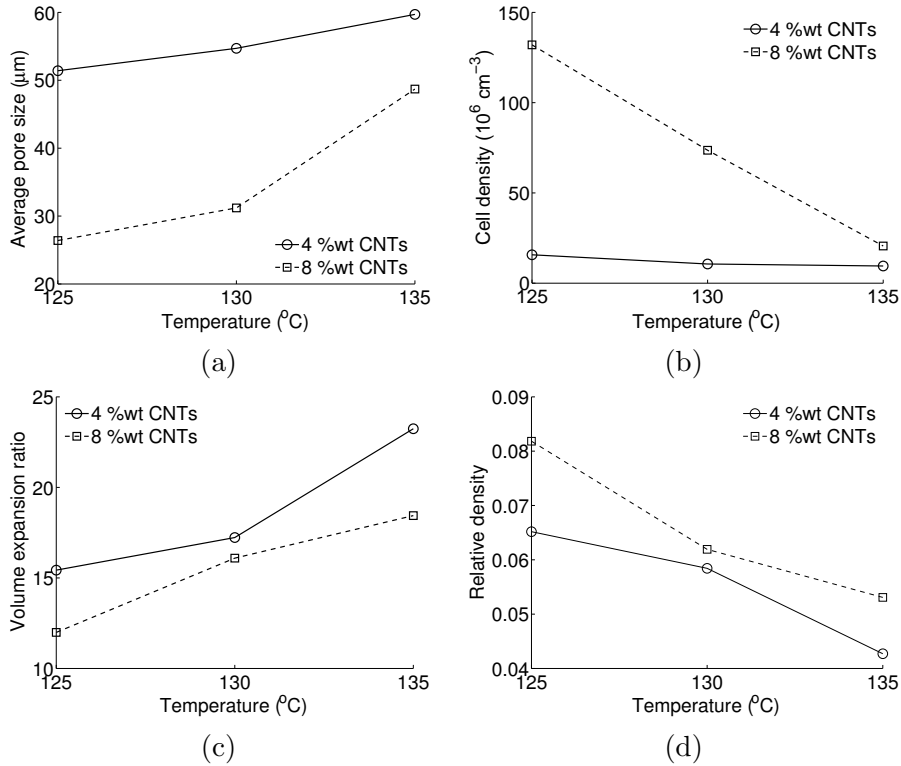 60
50
40
30
20
125
130
135
Average pore size (μm)
Temperature (°C)
4 %wt CNTs
8 %wt CNTs
(a)
150
100
50
0
125
130
135
Cell density (10⁶ cm⁻³)
Temperature (°C)
4 %wt CNTs
8 %wt CNTs
(b)
25
20
15
10
125
130
135
Volume expansion ratio
Temperature (°C)
4 %wt CNTs
8 %wt CNTs
(c)
0.09
0.08
0.07
0.06
0.05
0.04
125
130
135
Relative density
Temperature (°C)
4 %wt CNTs
8 %wt CNTs
(d)